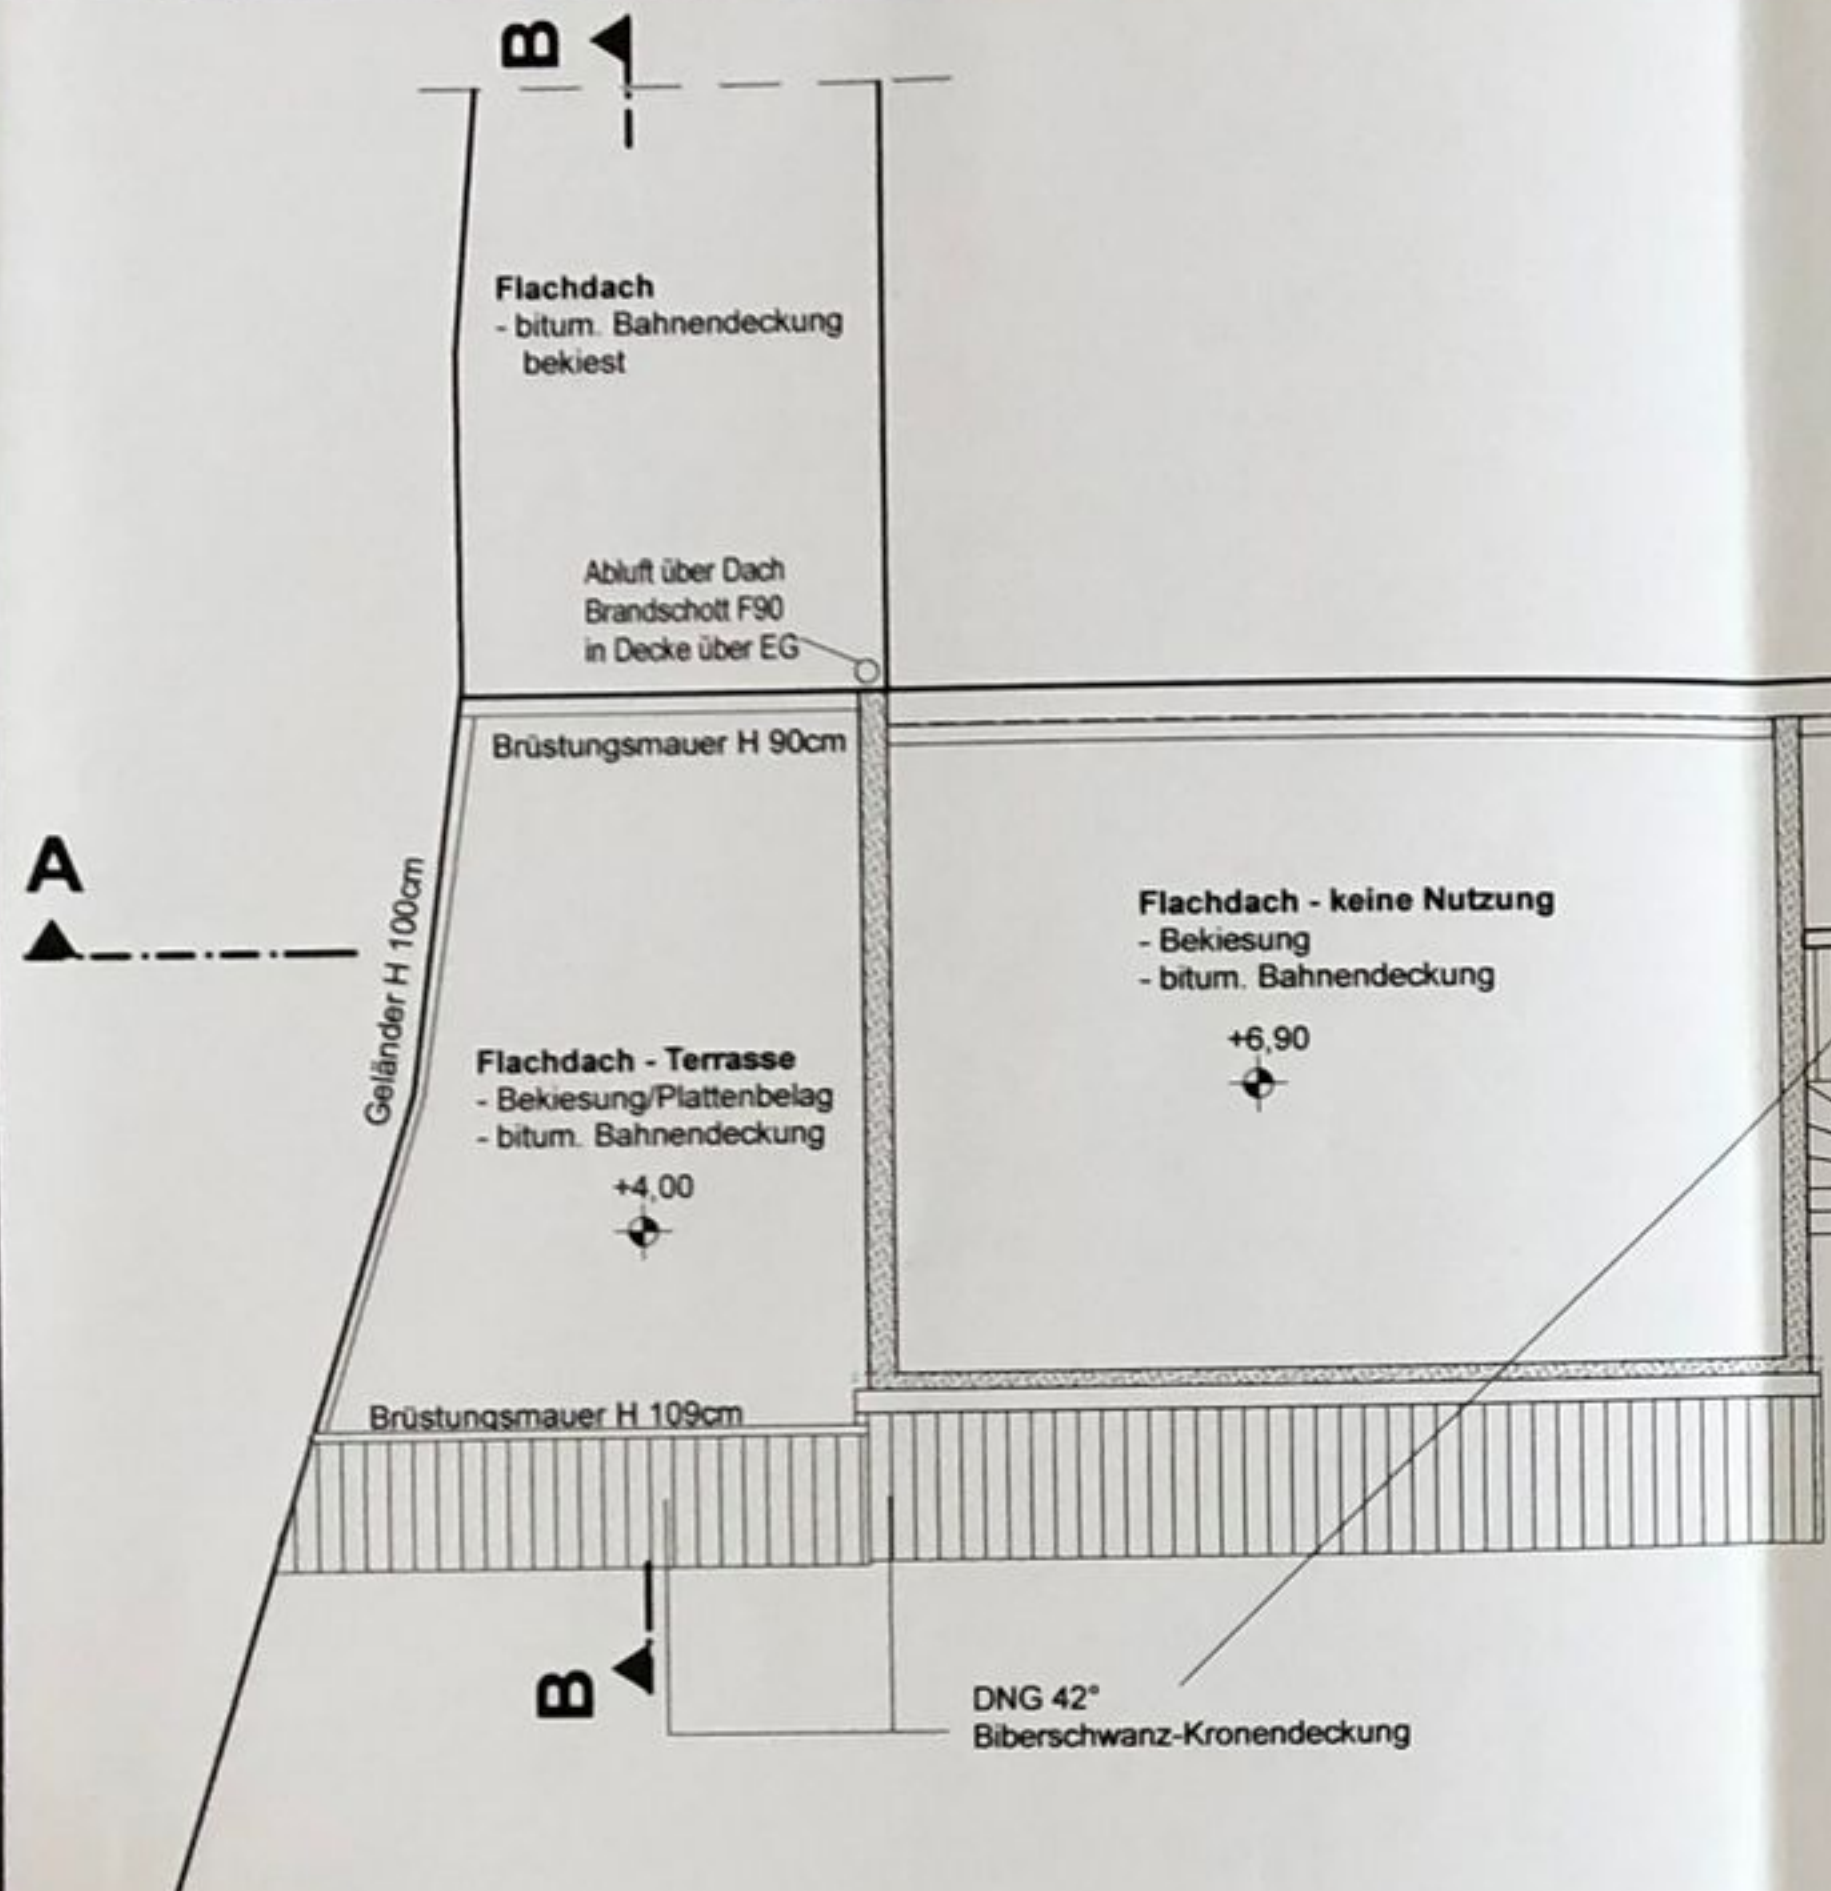 B
Flachdach
- bitum. Bahnendeckung
bekiest
Abluft über Dach
Brandschott F90
in Decke über EG
Brüstungsmauer H 90cm
A
Geländer H 100cm
Flachdach - keine Nutzung
- Bekiesung
- bitum. Bahnendeckung
+6,90
Flachdach - Terrasse
- Bekiesung/Plattenbelag
- bitum. Bahnendeckung
+4,00
Brüstungsmauer H 109cm
B
DNG 42°
Biberschwanz-Kronendeckung